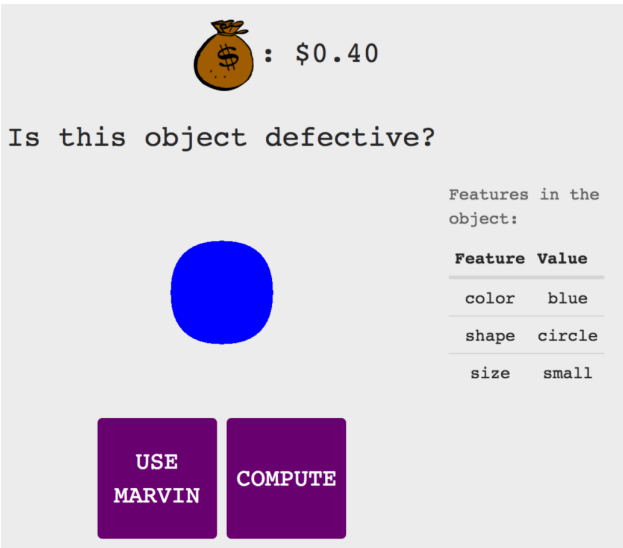 $ : $0.40
Is this object defective?
Features in the
object:
Feature Value
color blue
shape circle
size small
USE
MARVIN
COMPUTE